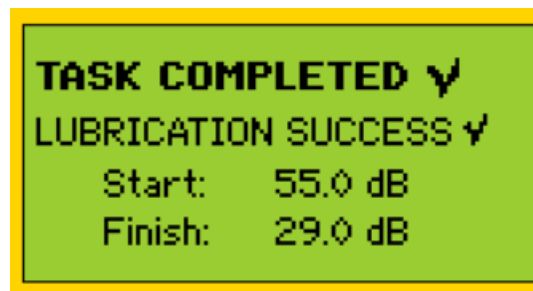 TASK COMPLETED ✓
LUBRICATION SUCCESS ✓
Start: 55.0 dB
Finish: 29.0 dB